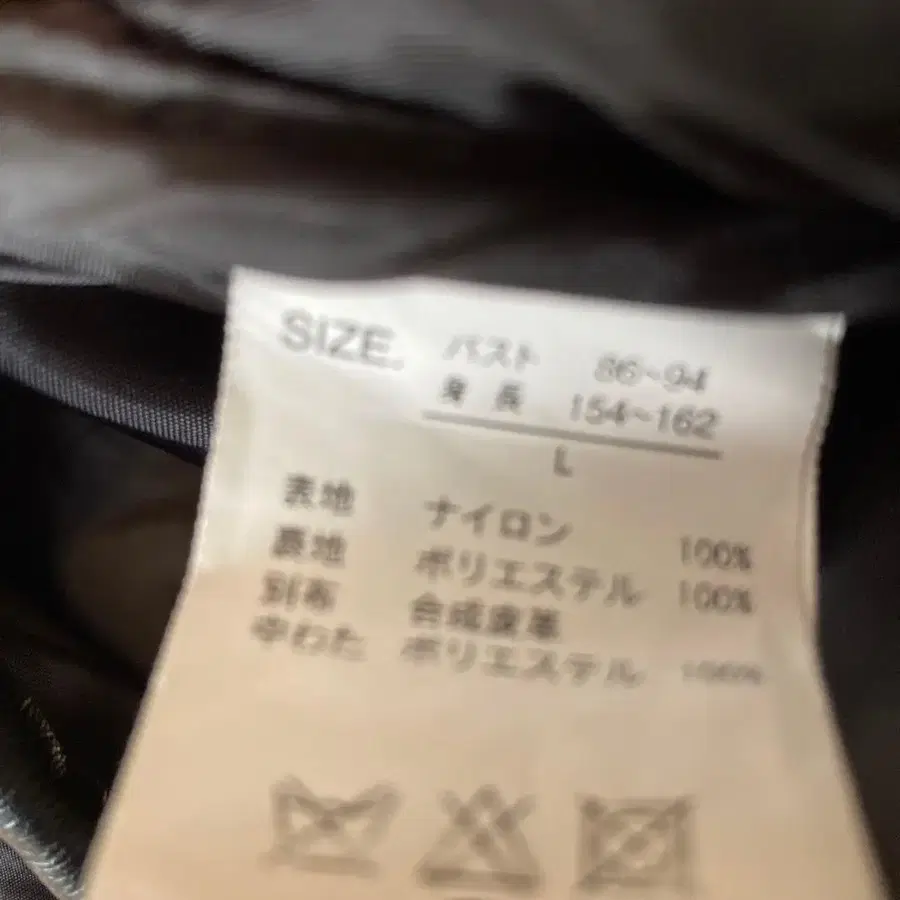 SIZE. バスト 86~94
身長 154~162
L
表地 ナイロン 100%
裏地 ポリエステル 100%
別布 合成皮革
中わた ポリエステル 100%